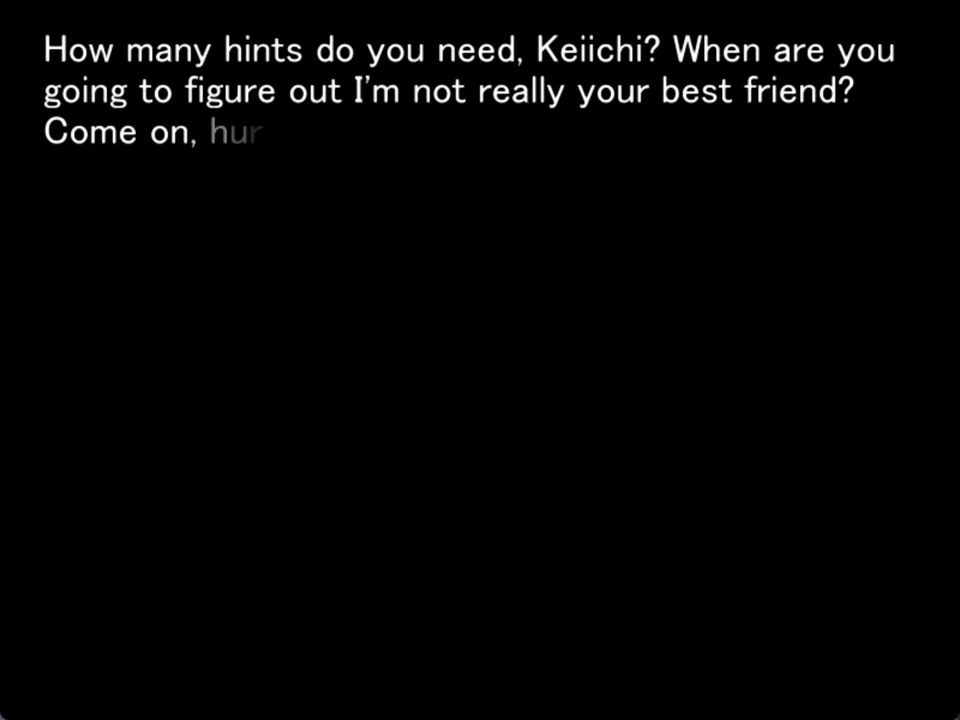 How many hints do you need, Keiichi? When are you
going to figure out I'm not really your best friend?
Come on, hur